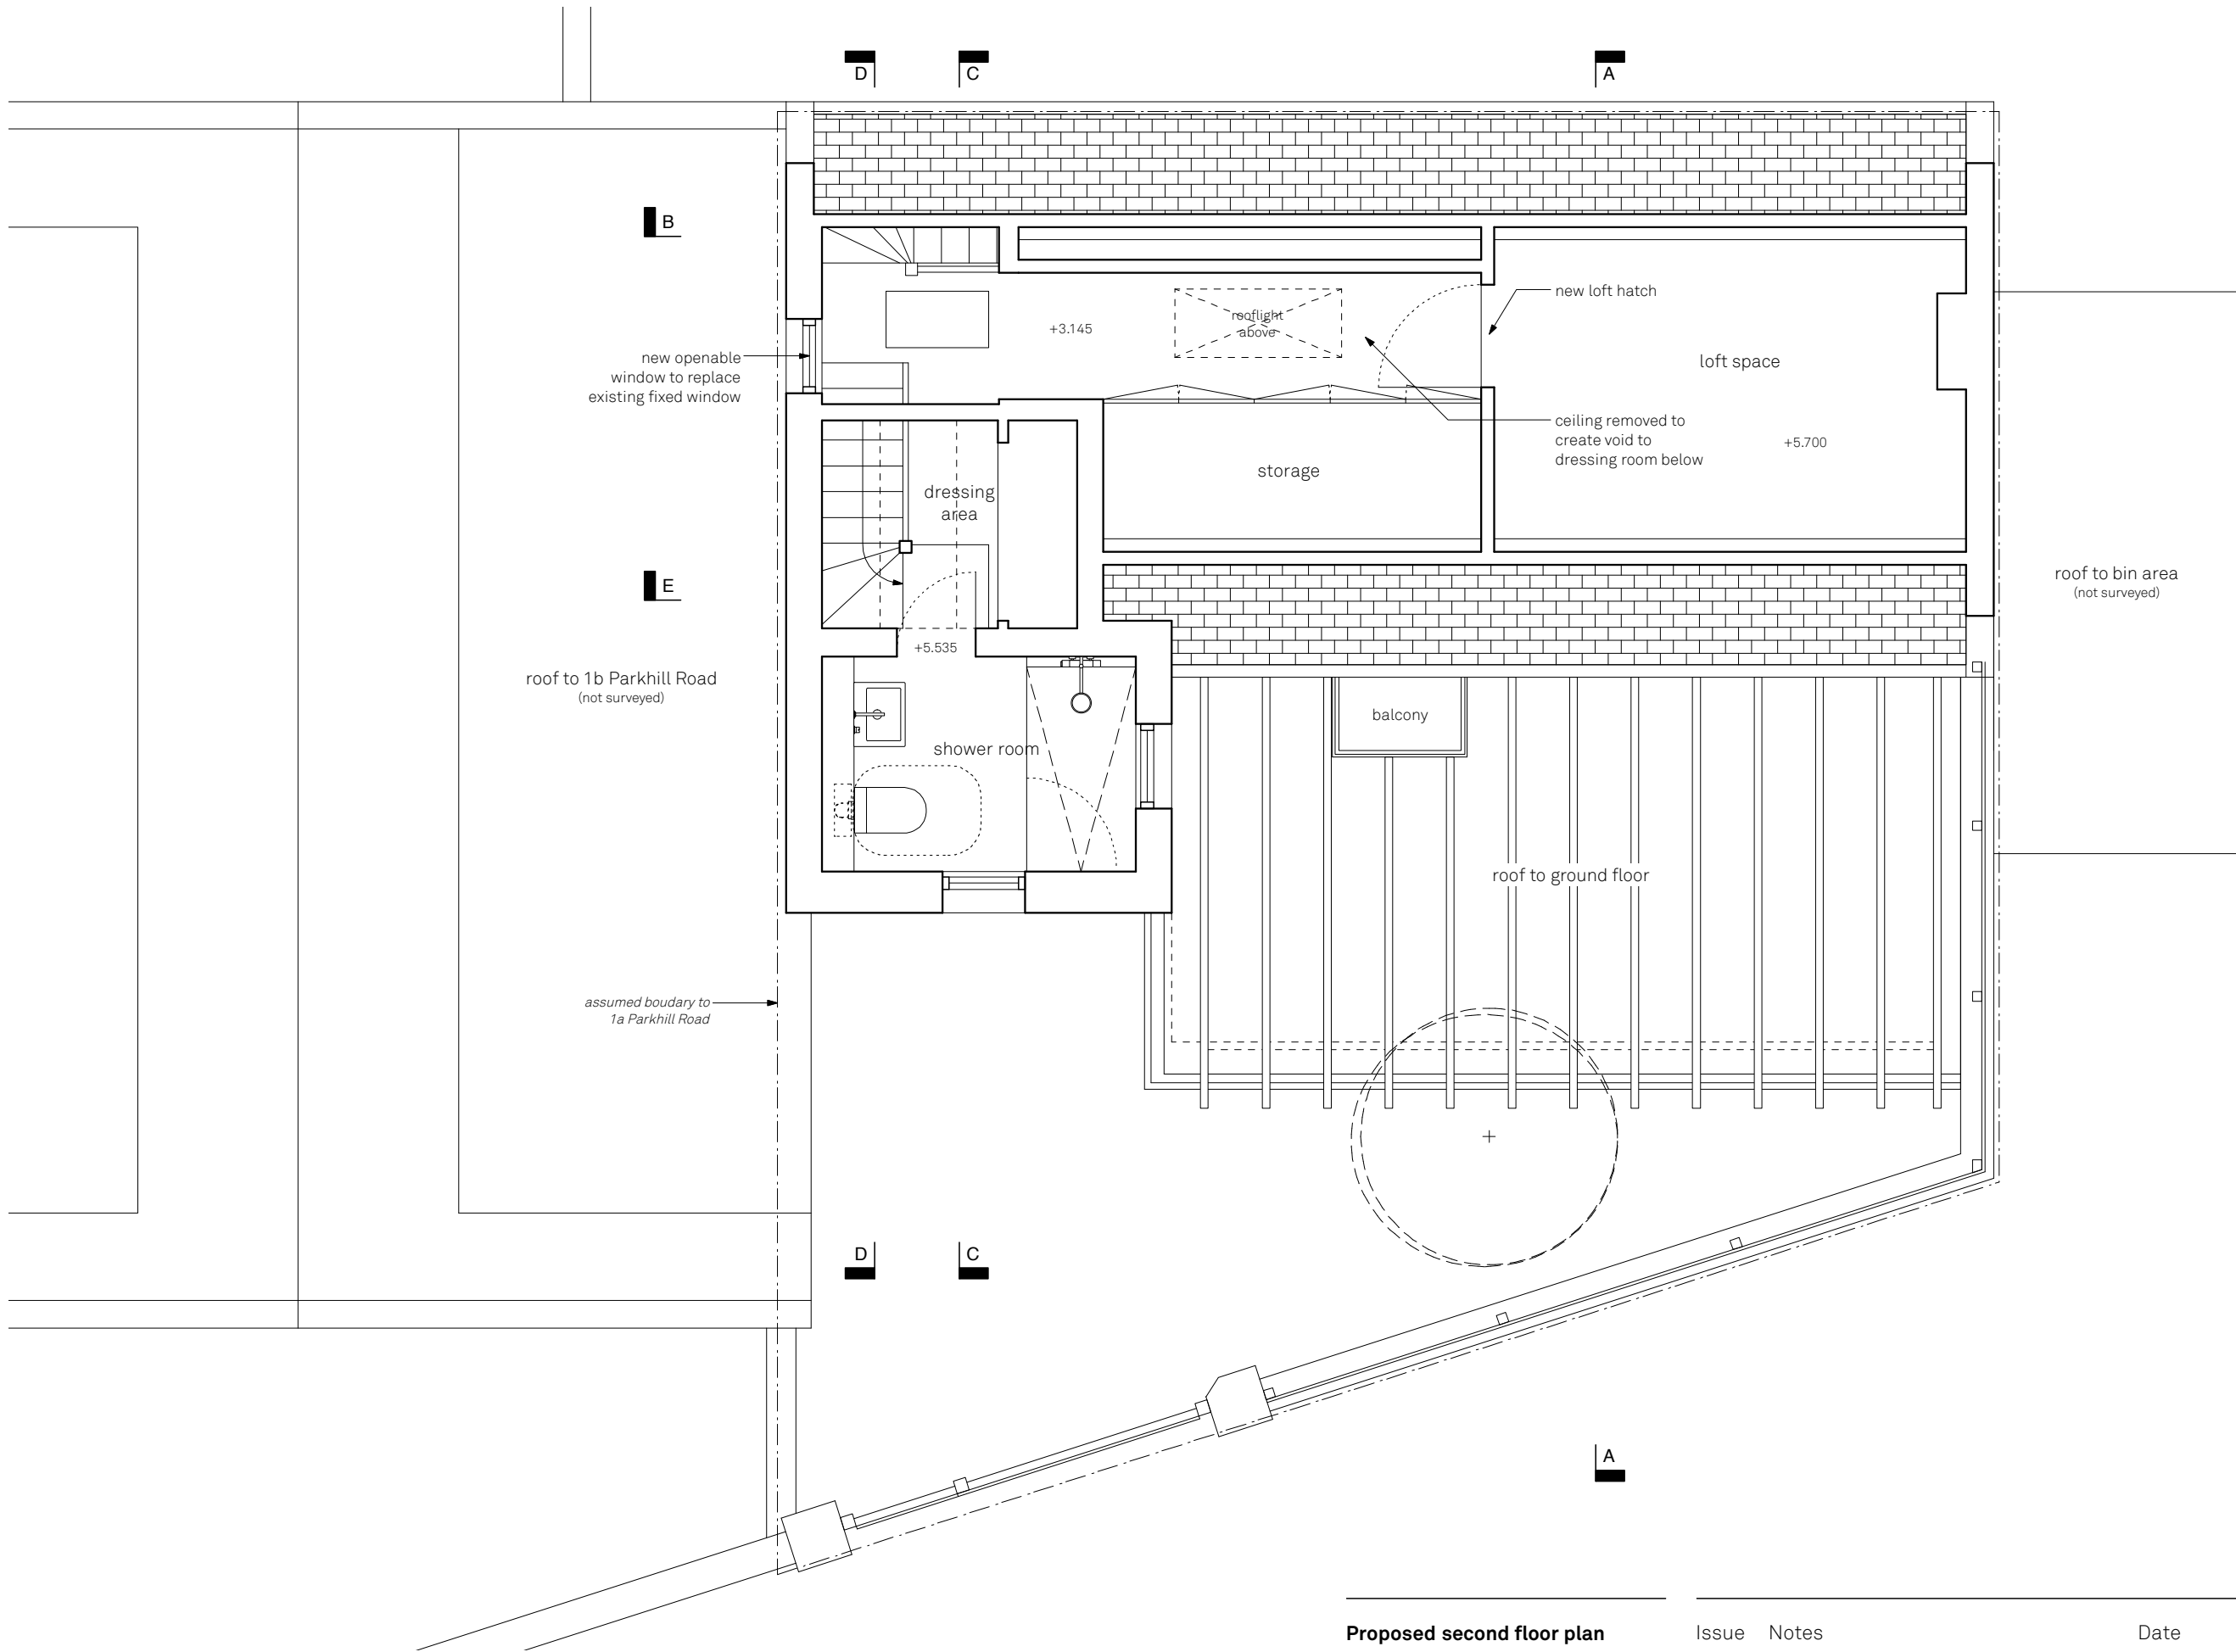 D
C
A
B
new loft hatch
rooflight
above
+3.145
new openable
window to replace
existing fixed window
loft space
ceiling removed to
create void to
dressing room below
+5.700
storage
dressing
area
E
roof to bin area
(not surveyed)
+5.535
roof to 1b Parkhill Road
(not surveyed)
balcony
shower room
roof to ground floor
assumed boudary to
1a Parkhill Road
D
C
A
Proposed second floor plan
Issue Notes Date